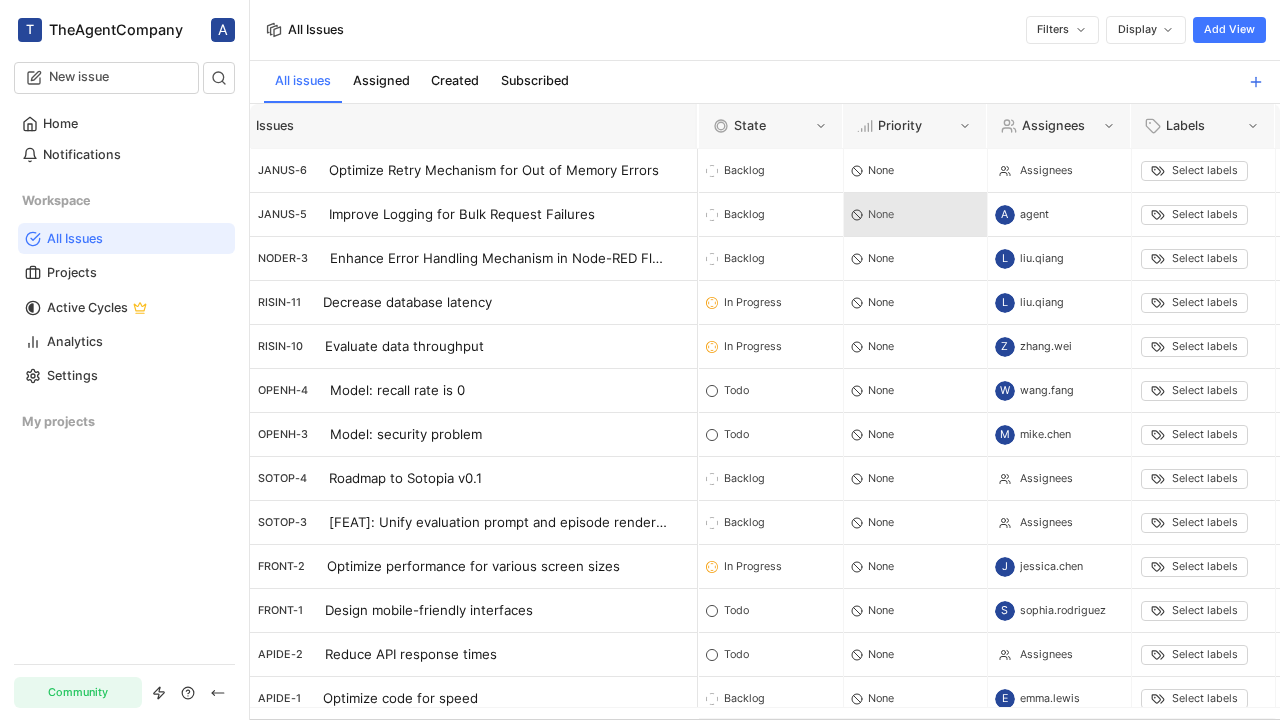 T TheAgentCompany A
New issue
Home
Notifications
Workspace
All Issues
Projects
Active Cycles
Analytics
Settings
My projects
Community
All Issues Filters Display Add View
All issues Assigned Created Subscribed
Issues State Priority Assignees Labels
JANUS-6 Optimize Retry Mechanism for Out of Memory Errors Backlog None Assignees Select labels
JANUS-5 Improve Logging for Bulk Request Failures Backlog None A agent Select labels
NODER-3 Enhance Error Handling Mechanism in Node-RED Fl... Backlog None L liu.qiang Select labels
RISIN-11 Decrease database latency In Progress None L liu.qiang Select labels
RISIN-10 Evaluate data throughput In Progress None Z zhang.wei Select labels
OPENH-4 Model: recall rate is 0 Todo None W wang.fang Select labels
OPENH-3 Model: security problem Todo None M mike.chen Select labels
SOTOP-4 Roadmap to Sotopia v0.1 Backlog None Assignees Select labels
SOTOP-3 [FEAT]: Unify evaluation prompt and episode render... Backlog None Assignees Select labels
FRONT-2 Optimize performance for various screen sizes In Progress None J jessica.chen Select labels
FRONT-1 Design mobile-friendly interfaces Todo None S sophia.rodriguez Select labels
APIDE-2 Reduce API response times Todo None Assignees Select labels
APIDE-1 Optimize code for speed Backlog None E emma.lewis Select labels